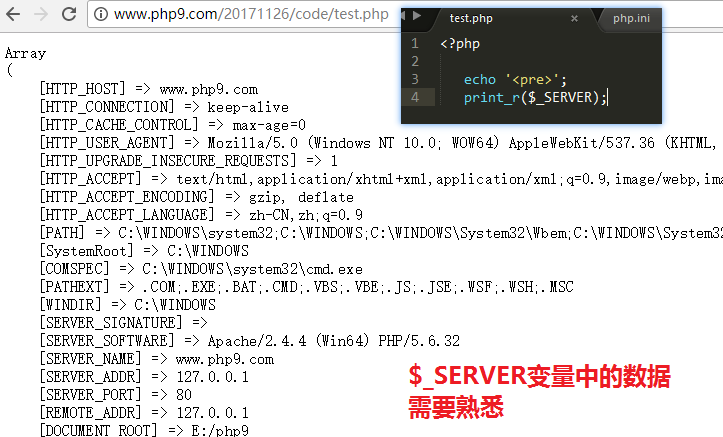 www.php9.com/20171126/code/test.php
test.php
php.ini
1 <?php
2
3 echo '<pre>';
4 print_r($_SERVER);
Array
(
[HTTP_HOST] => www.php9.com
[HTTP_CONNECTION] => keep-alive
[HTTP_CACHE_CONTROL] => max-age=0
[HTTP_USER_AGENT] => Mozilla/5.0 (Windows NT 10.0; WOW64) AppleWebKit/537.36 (KHTML,
[HTTP_UPGRADE_INSECURE_REQUESTS] => 1
[HTTP_ACCEPT] => text/html,application/xhtml+xml,application/xml;q=0.9,image/webp,ima
[HTTP_ACCEPT_ENCODING] => gzip, deflate
[HTTP_ACCEPT_LANGUAGE] => zh-CN,zh;q=0.9
[PATH] => C:\WINDOWS\system32;C:\WINDOWS;C:\WINDOWS\System32\Wbem;C:\WINDOWS\System32
[SystemRoot] => C:\WINDOWS
[COMSPEC] => C:\WINDOWS\system32\cmd.exe
[PATHEXT] => .COM;.EXE;.BAT;.CMD;.VBS;.VBE;.JS;.JSE;.WSF;.WSH;.MSC
[WINDIR] => C:\WINDOWS
[SERVER_SIGNATURE] =>
[SERVER_SOFTWARE] => Apache/2.4.4 (Win64) PHP/5.6.32
[SERVER_NAME] => www.php9.com
[SERVER_ADDR] => 127.0.0.1
[SERVER_PORT] => 80
[REMOTE_ADDR] => 127.0.0.1
[DOCUMENT_ROOT] => E:/php9
$_SERVER变量中的数据
需要熟悉